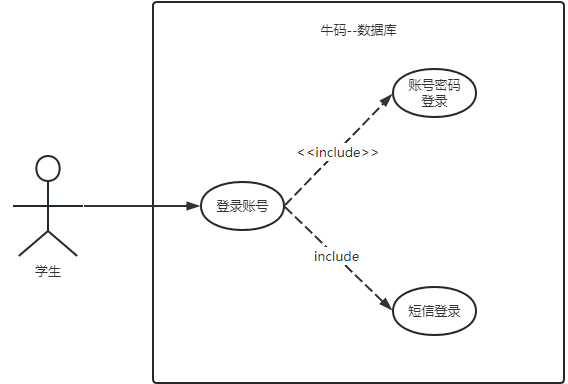 牛码--数据库
账号密码
登录
<<include>>
登录账号
include
学生
短信登录